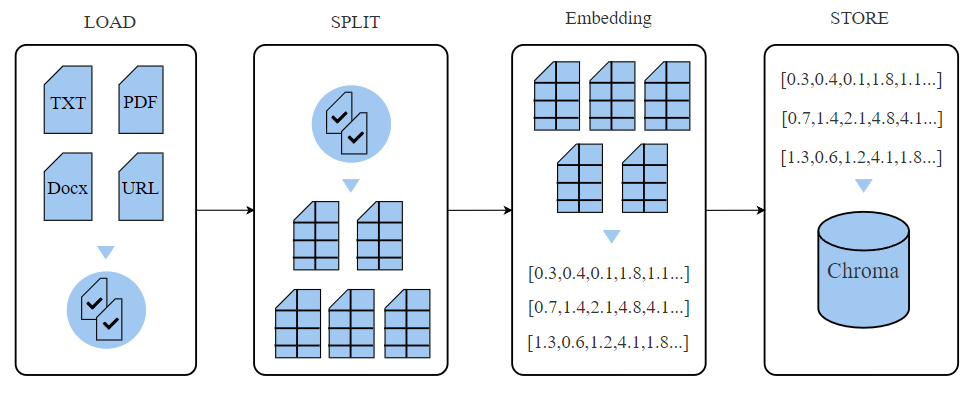 LOAD
TXT
PDF
Docx
URL
SPLIT
Embedding
[0.3,0.4,0.1,1.8,1.1...]
[0.7,1.4,2.1,4.8,4.1...]
[1.3,0.6,1.2,4.1,1.8...]
STORE
[0.3,0.4,0.1,1.8,1.1...]
[0.7,1.4,2.1,4.8,4.1...]
[1.3,0.6,1.2,4.1,1.8...]
Chroma